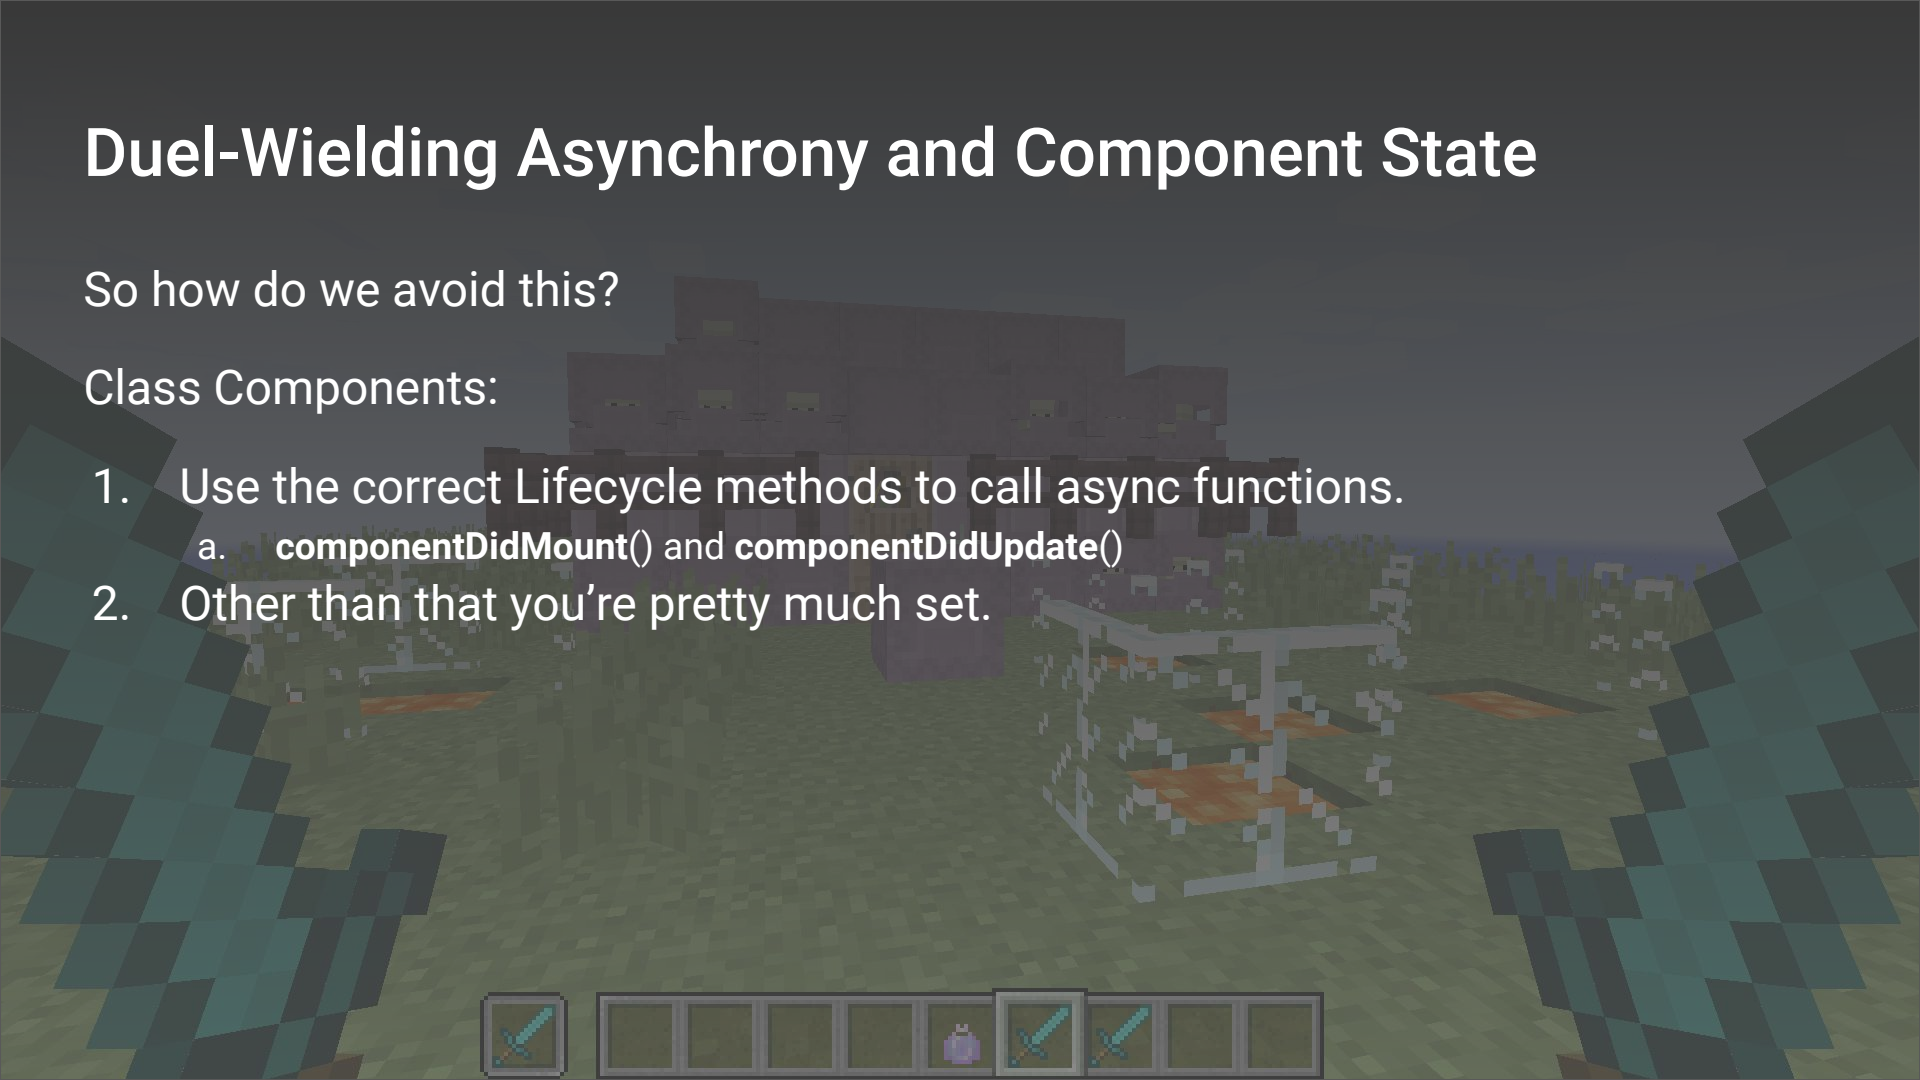 Duel-Wielding Asynchrony and Component State
So how do we avoid this?
Class Components:
1. Use the correct Lifecycle methods to call async functions.
a. componentDidMount() and componentDidUpdate()
2. Other than that you’re pretty much set.